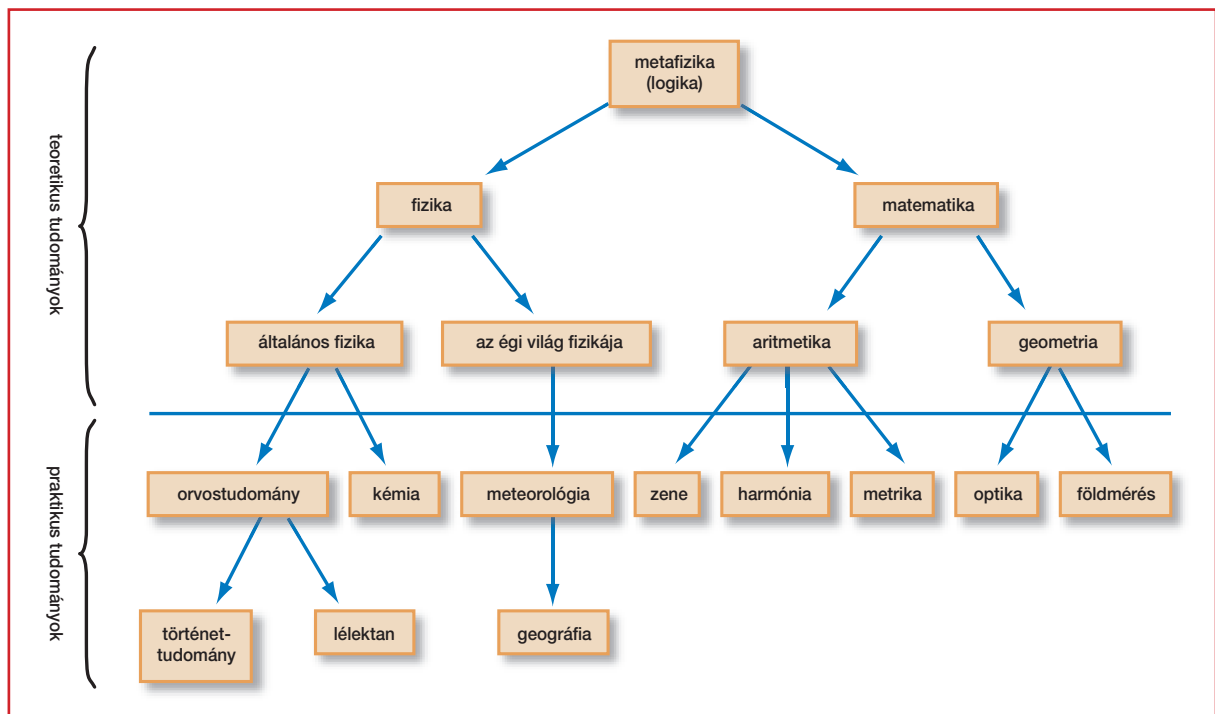 metafizika
(logika)
teoretikus tudományok
fizika
matematika
általános fizika
az égi világ fizikája
aritmetika
geometria
praktikus tudományok
orvostudomány
kémia
meteorológia
zene
harmónia
metrika
optika
földmérés
történet-
tudomány
lélektan
geográfia